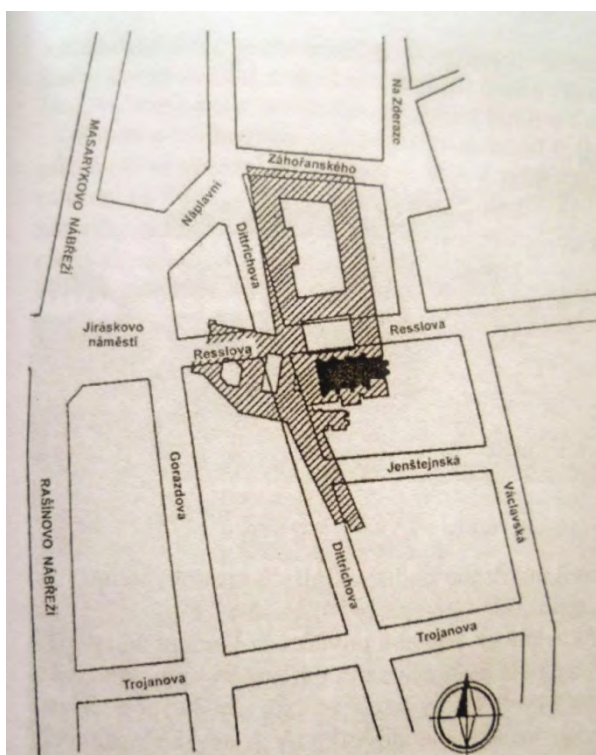 Na Zderaze
MASARYKOVO NÁBŘEŽÍ
Záhořanského
Náplavní
Dittrichova
Jiráskovo
náměstí
Resslova
Resslova
Gorazdova
Jenštejnská
RAŠÍNOVO NÁBŘEŽÍ
Václavská
Dittrichova
Trojanova
Trojanova